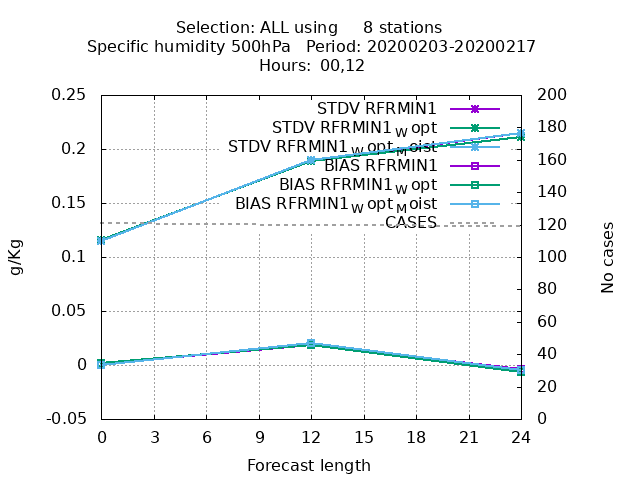 Selection: ALL using     8 stations
Specific humidity 500hPa   Period: 20200203-20200217
Hours: 00,12
0.25
0.2
0.15
0.1
0.05
0
-0.05
g/Kg
STDV RFRMIN1
STDV RFRMIN1_W opt
STDV RFRMIN1_W opt_M oist
BIAS RFRMIN1
BIAS RFRMIN1_W opt
BIAS RFRMIN1_W opt_M oist
CASES
200
180
160
140
120
100
80
60
40
20
0
No cases
0 3 6 9 12 15 18 21 24
Forecast length